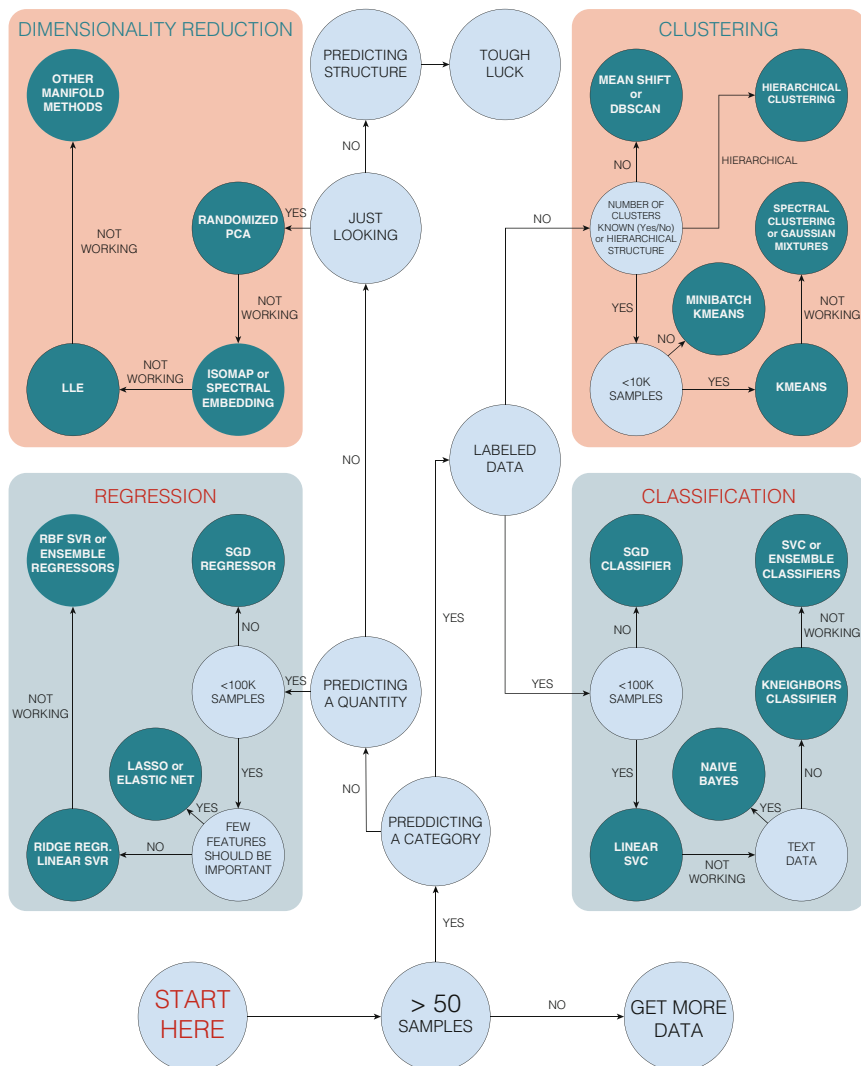 DIMENSIONALITY REDUCTION
OTHER
MANIFOLD
METHODS
NOT
WORKING
RANDOMIZED
PCA
YES
NOT
WORKING
LLE
NOT
WORKING
ISOMAP or
SPECTRAL
EMBEDDING
PREDICTING
STRUCTURE
TOUGH
LUCK
NO
JUST
LOOKING
NO
CLUSTERING
MEAN SHIFT
or
DBSCAN
HIERARCHICAL
CLUSTERING
NO
HIERARCHICAL
NO
NUMBER OF
CLUSTERS
KNOWN (Yes/No)
or HIERARCHICAL
STRUCTURE
SPECTRAL
CLUSTERING
or GAUSSIAN
MIXTURES
YES
MINIBATCH
KMEANS
NOT
WORKING
NO
<10K
SAMPLES
YES
KMEANS
LABELED
DATA
YES
YES
REGRESSION
RBF SVR or
ENSEMBLE
REGRESSORS
SGD
REGRESSOR
NO
NOT
WORKING
<100K
SAMPLES
YES
PREDICTING
A QUANTITY
LASSO or
ELASTIC NET
YES
YES
RIDGE REGR.
LINEAR SVR
NO
FEW
FEATURES
SHOULD BE
IMPORTANT
NO
PREDDICTING
A CATEGORY
YES
CLASSIFICATION
SGD
CLASSIFIER
SVC or
ENSEMBLE
CLASSIFIERS
NO
NOT
WORKING
<100K
SAMPLES
KNEIGHBORS
CLASSIFIER
YES
NAIVE
BAYES
NO
YES
LINEAR
SVC
NOT
WORKING
TEXT
DATA
START
HERE
> 50
SAMPLES
NO
GET MORE
DATA